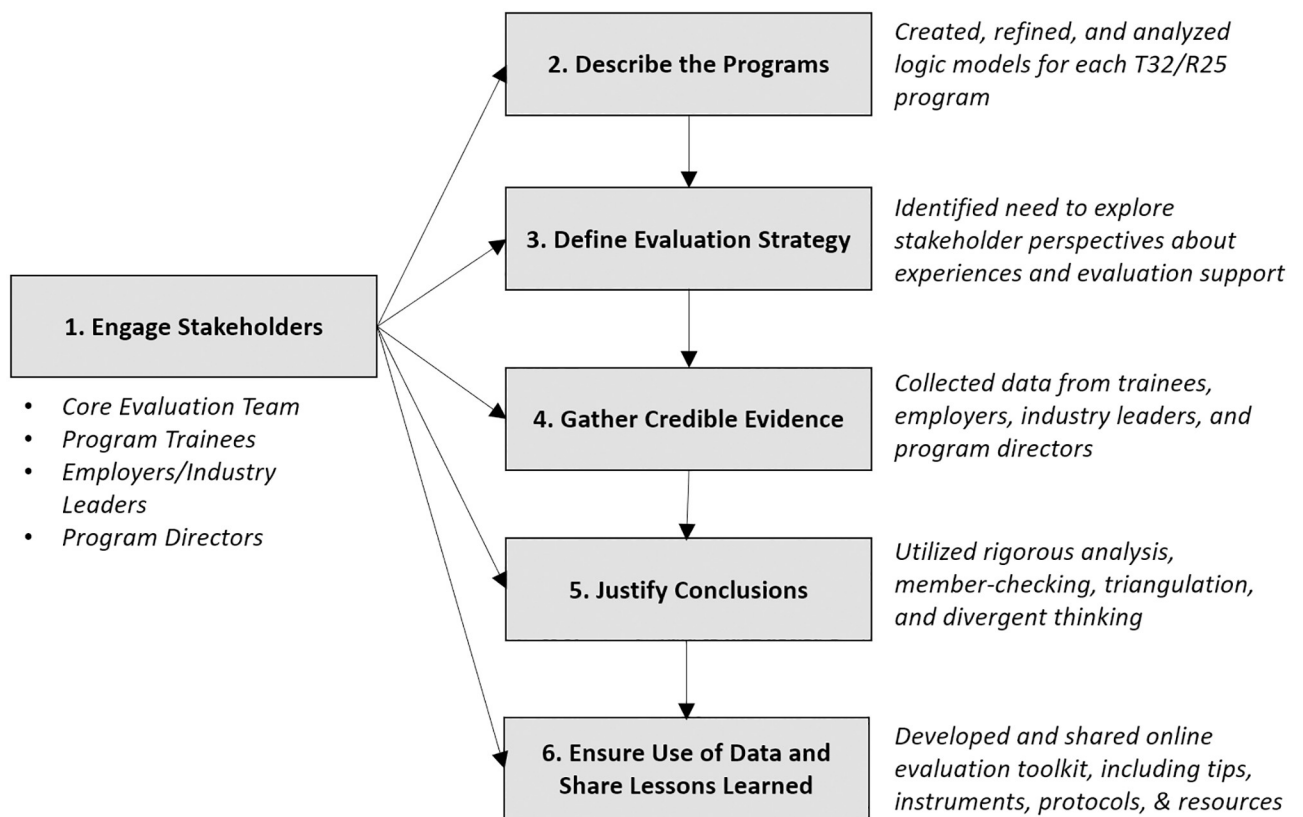 1. Engage Stakeholders
• Core Evaluation Team
• Program Trainees
• Employers/Industry
Leaders
• Program Directors
2. Describe the Programs
Created, refined, and analyzed
logic models for each T32/R25
program
3. Define Evaluation Strategy
Identified need to explore
stakeholder perspectives about
experiences and evaluation support
4. Gather Credible Evidence
Collected data from trainees,
employers, industry leaders, and
program directors
5. Justify Conclusions
Utilized rigorous analysis,
member-checking, triangulation,
and divergent thinking
6. Ensure Use of Data and
Share Lessons Learned
Developed and shared online
evaluation toolkit, including tips,
instruments, protocols, & resources